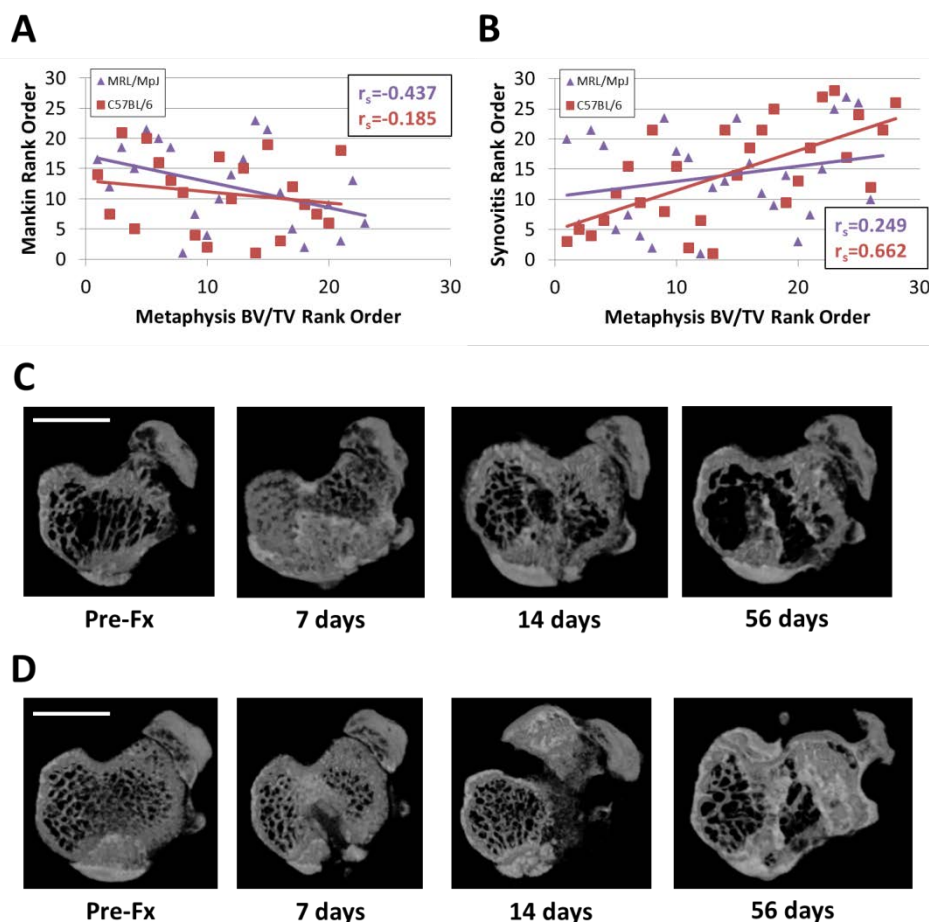 A
MRL/MpJ
C57BL/6
rs=-0.437
rs=-0.185
Mankin Rank Order
30
25
20
15
10
5
0
0 10 20 30
Metaphysis BV/TV Rank Order
B
MRL/MpJ
C57BL/6
Synovitis Rank Order
30
25
20
15
10
5
0
rs=0.249
rs=0.662
0 10 20 30
Metaphysis BV/TV Rank Order
C
Pre-Fx 7 days 14 days 56 days
D
Pre-Fx 7 days 14 days 56 days